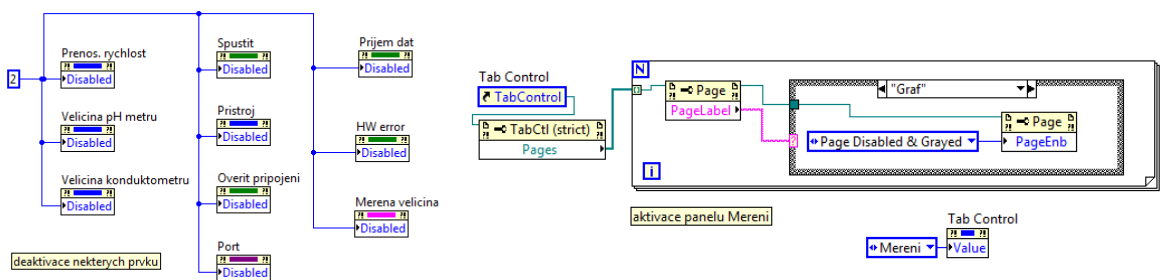 2
Prenos. rychlost
Disabled
Velicina pH metru
Disabled
Velicina konduktometru
Disabled
deaktivace nekterych prvku
Spustit
Disabled
Pristroj
Disabled
Overit pripojeni
Disabled
Port
Disabled
Prijem dat
Disabled
HW error
Disabled
Merena velicina
Disabled
Tab Control
TabControl
TabCtl (strict)
Pages
N
Page
PageLabel
i
"Graf"
?
Page Disabled & Grayed
Page
PageEnb
aktivace panelu Mereni
Mereni
Tab Control
Value